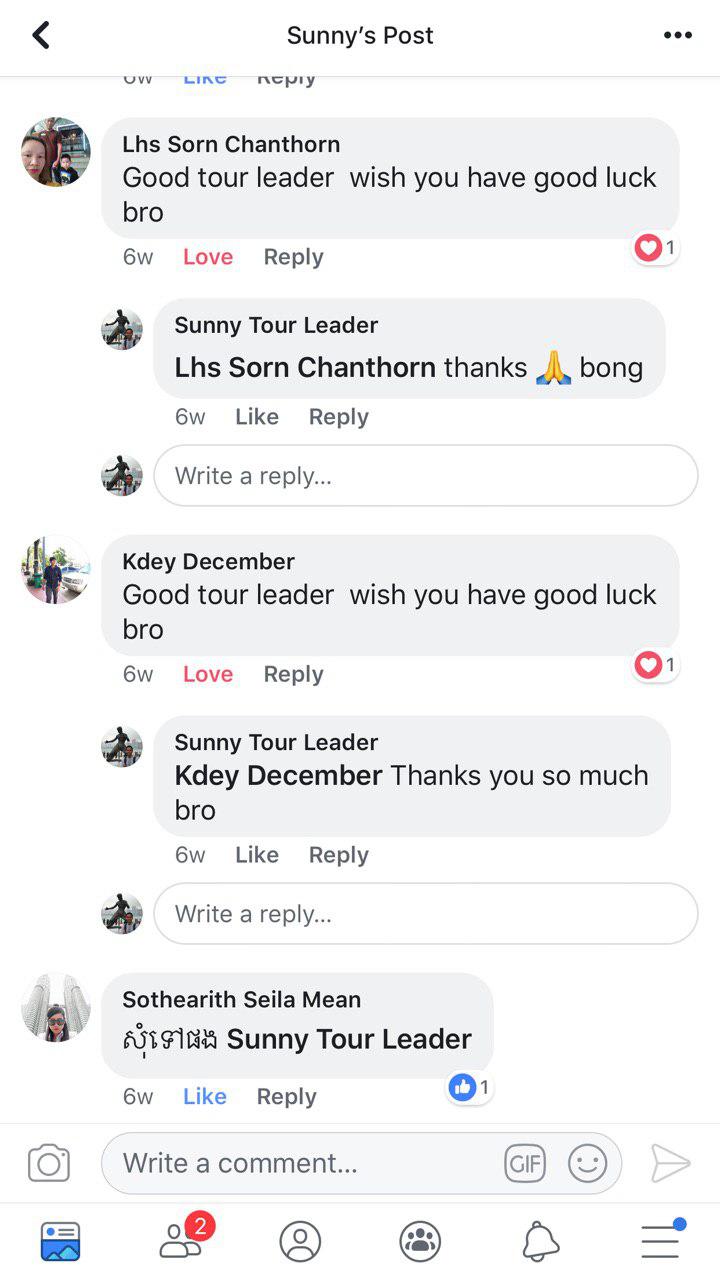 Sunny's Post
6w Like Reply
Lhs Sorn Chanthorn
Good tour leader wish you have good luck
bro
6w Love Reply
1
Sunny Tour Leader
Lhs Sorn Chanthorn thanks 🙏 bong
6w Like Reply
Write a reply...
Kdey December
Good tour leader wish you have good luck
bro
6w Love Reply
1
Sunny Tour Leader
Kdey December Thanks you so much
bro
6w Like Reply
Write a reply...
Sothearith Seila Mean
សុំទៅផង Sunny Tour Leader
6w Like Reply
1
Write a comment...
GIF
2